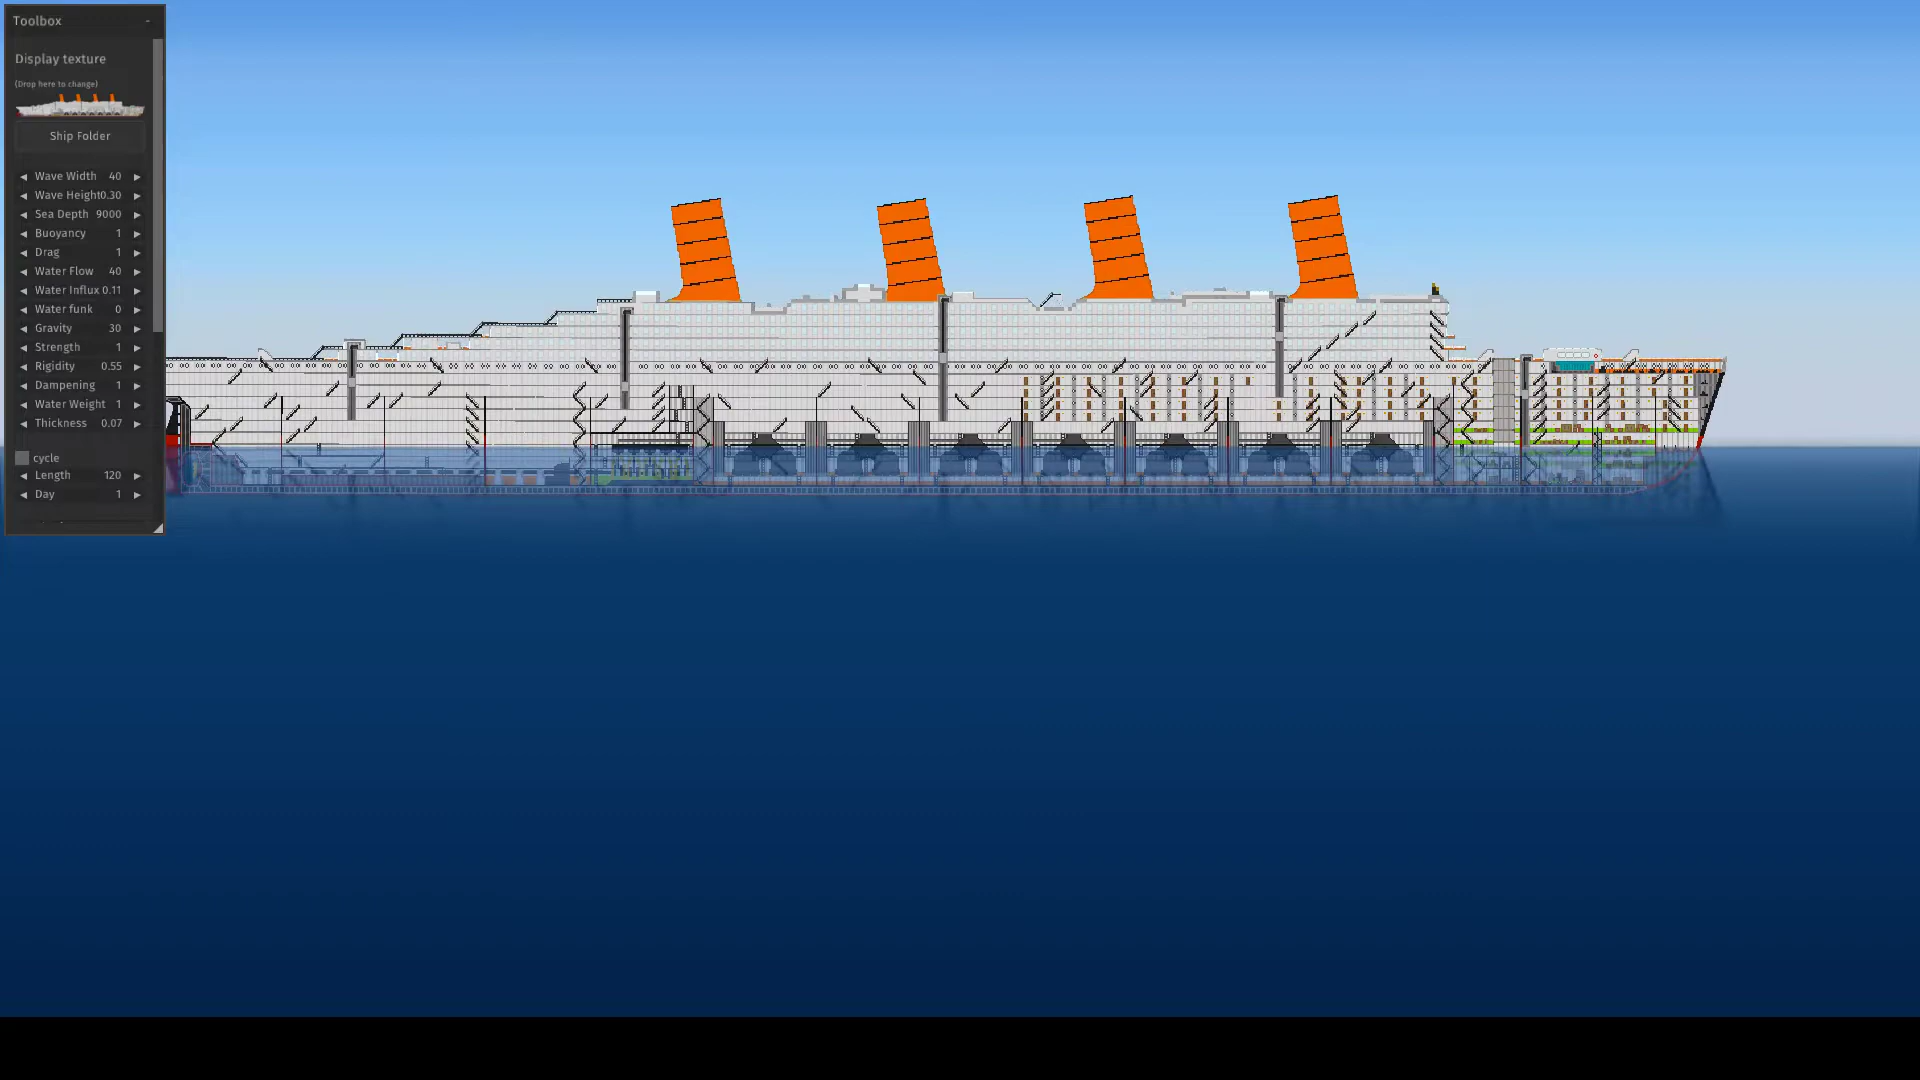 Toolbox -
Display texture
(Drop here to change)
Ship Folder
Wave Width 40
Wave Height0.30
Sea Depth 9000
Buoyancy 1
Drag 1
Water Flow 40
Water Influx 0.11
Water funk 0
Gravity 30
Strength 1
Rigidity 0.55
Dampening 1
Water Weight 1
Thickness 0.07
cycle
Length 120
Day 1